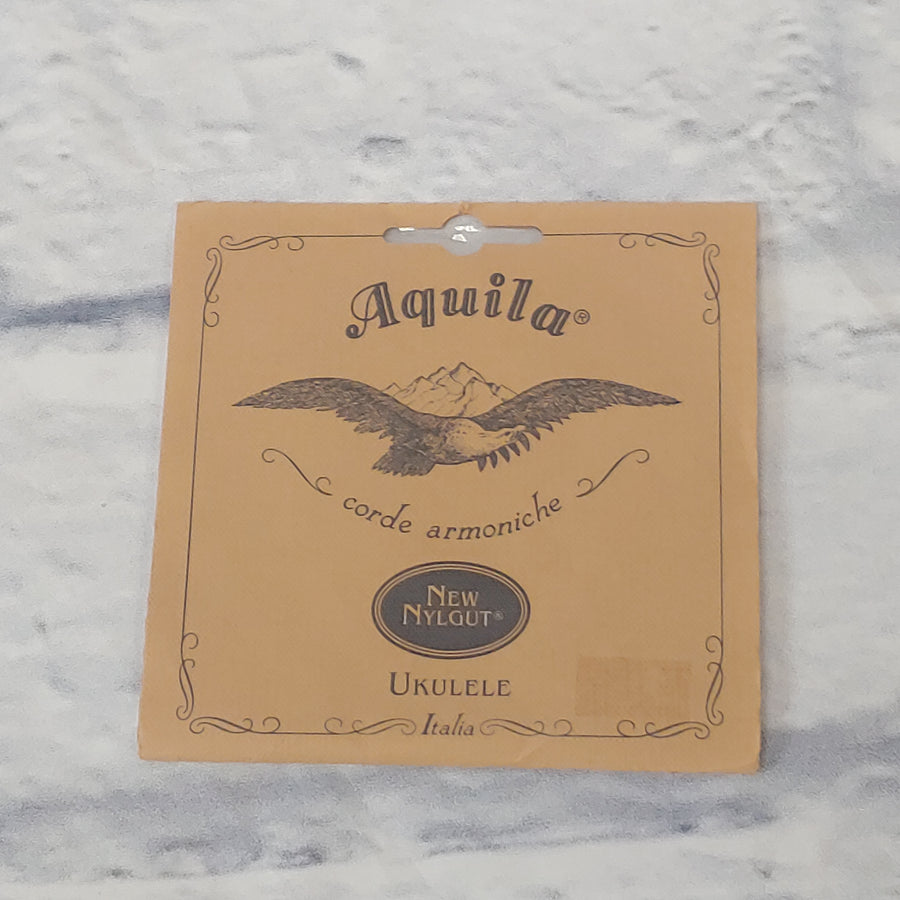 Aquila®
corde armoniche
NEW
NYLGUT®
UKULELE
Italia